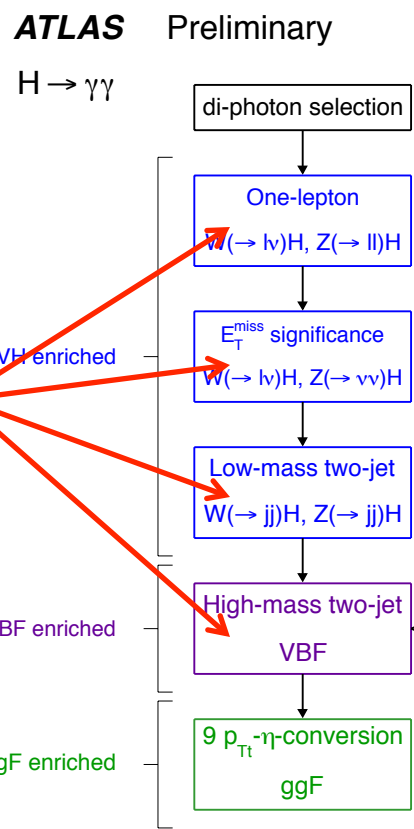 ATLAS Preliminary
H → γγ
di-photon selection
One-lepton
W(→ lν)H, Z(→ ll)H
VH enriched
E_T^miss significance
W(→ lν)H, Z(→ νν)H
Low-mass two-jet
W(→ jj)H, Z(→ jj)H
BF enriched
High-mass two-jet
VBF
gF enriched
9 p_Tt-η-conversion
ggF